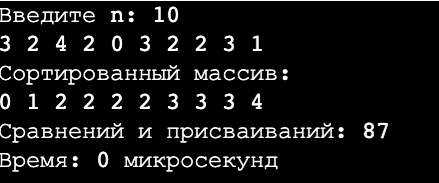 Введите n: 10
3 2 4 2 0 3 2 2 3 1
Сортированный массив:
0 1 2 2 2 2 3 3 3 4
Сравнений и присваиваний: 87
Время: 0 микросекунд